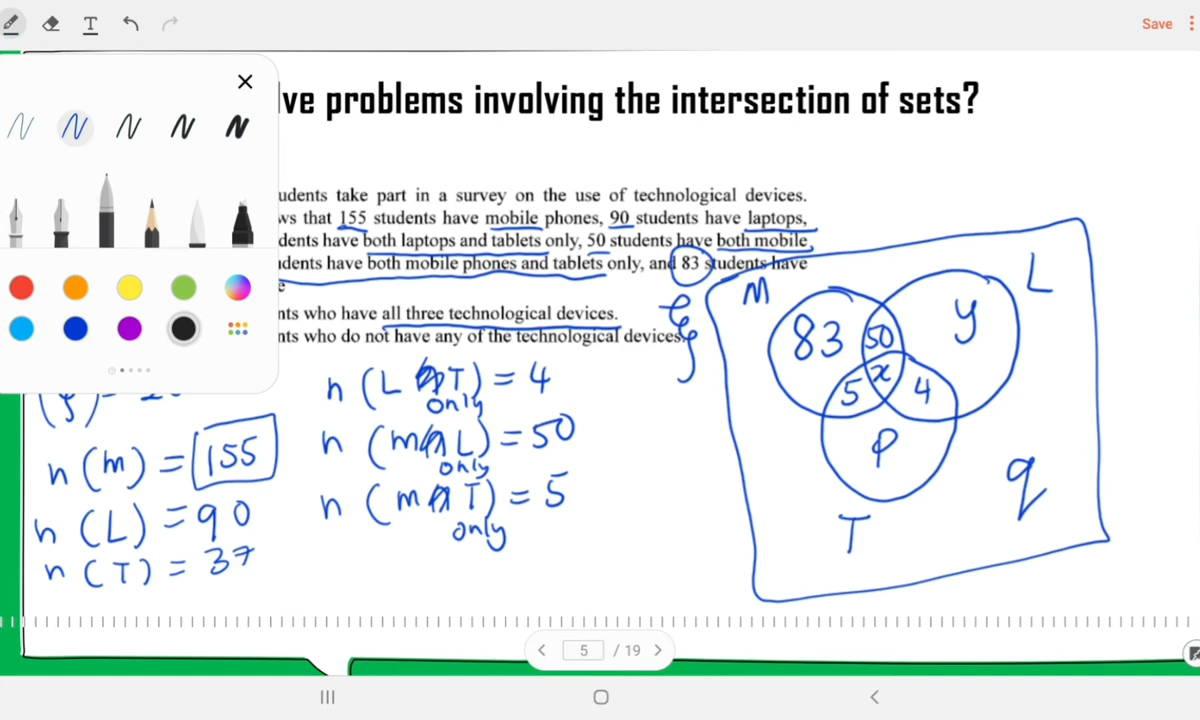 T Save
lve problems involving the intersection of sets?
udents take part in a survey on the use of technological devices.
ws that 155 students have mobile phones, 90 students have laptops,
dents have both laptops and tablets only, 50 students have both mobile,
dents have both mobile phones and tablets only, and 83 students have
e
nts who have all three technological devices.
nts who do not have any of the technological devices.
n (L ∩ T) = 4
only
n (m) = 155
n (m ∩ L) = 50
only
n (L) = 90
n (m ∩ T) = 5
only
n (T) = 37
ξ
M
L
83
50
y
x
5
4
P
q
T
5 / 19